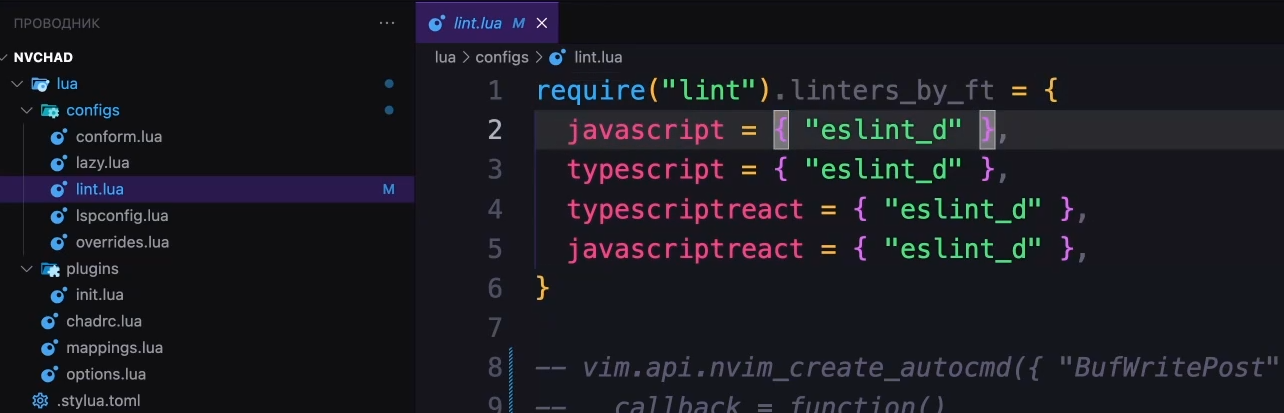 ПРОВОДНИК ...
NVCHAD
lua
configs
conform.lua
lazy.lua
lint.lua M
lspconfig.lua
overrides.lua
plugins
init.lua
chadrc.lua
mappings.lua
options.lua
.stylua.toml
lint.lua M
lua > configs > lint.lua
1 require("lint").linters_by_ft = {
2 javascript = { "eslint_d" },
3 typescript = { "eslint_d" },
4 typescriptreact = { "eslint_d" },
5 javascriptreact = { "eslint_d" },
6 }
7
8 -- vim.api.nvim_create_autocmd({ "BufWritePost"
9 -- callback = function()